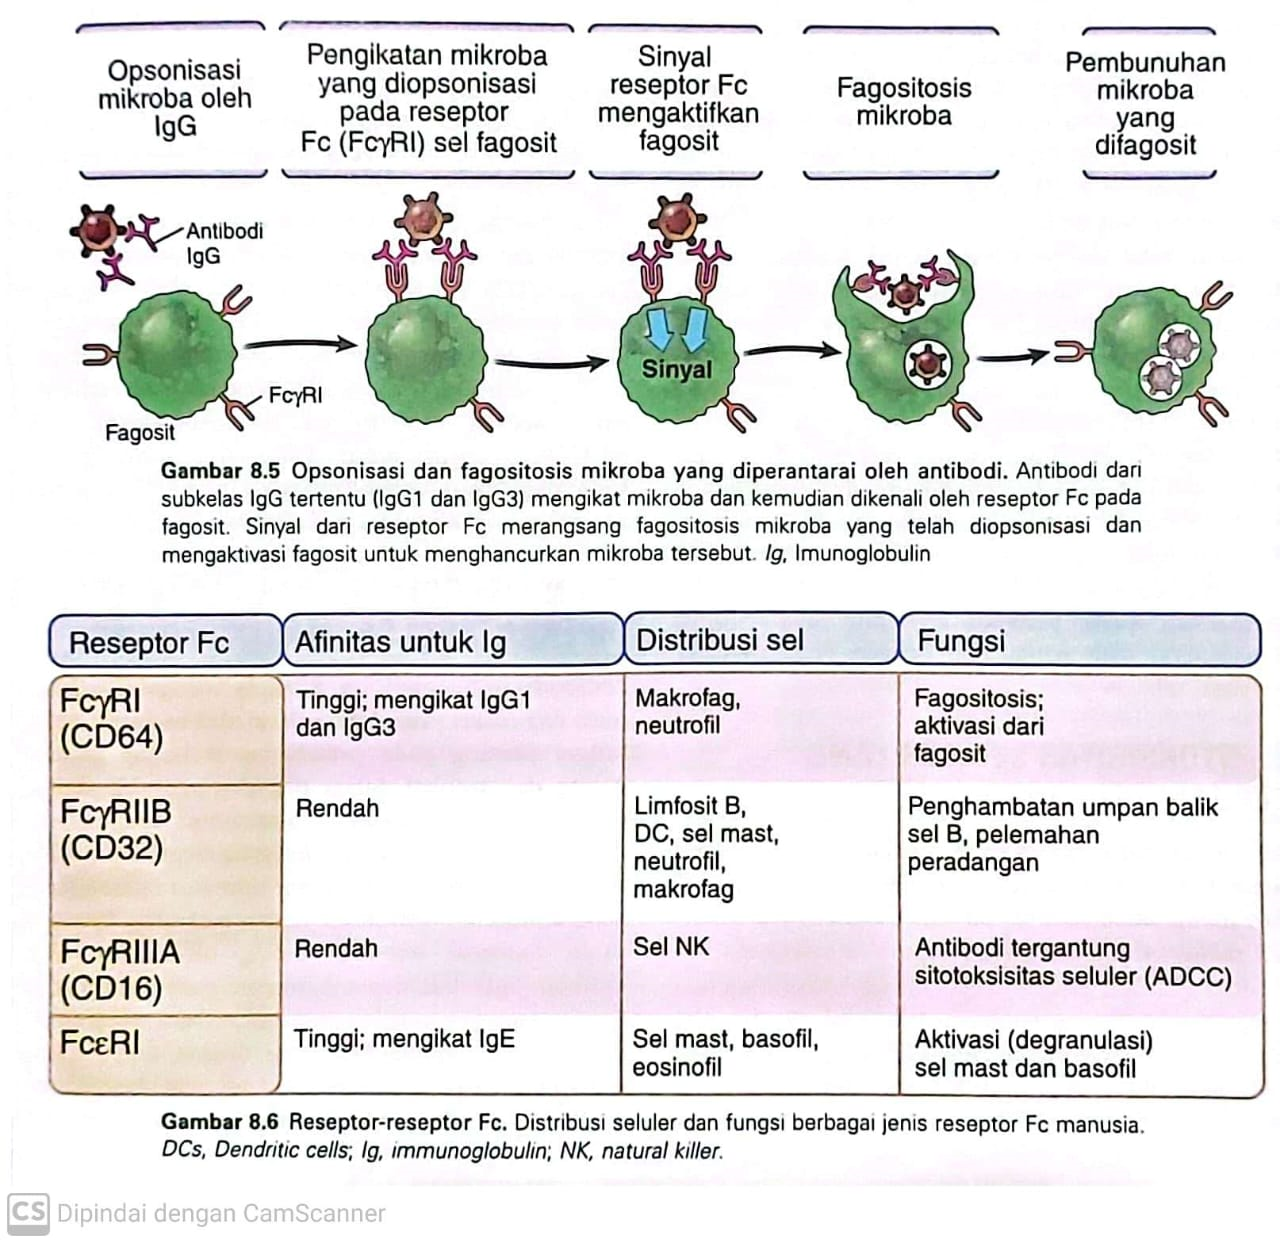 Opsonisasi
mikroba oleh
IgG
Pengikatan mikroba
yang diopsonisasi
pada reseptor
Fc (FcγRI) sel fagosit
Sinyal
reseptor Fc
mengaktifkan
fagosit
Fagositosis
mikroba
Pembunuhan
mikroba
yang
difagosit
Antibodi
IgG
FcγRI
Fagosit
Sinyal
Gambar 8.5 Opsonisasi dan fagositosis mikroba yang diperantarai oleh antibodi. Antibodi dari
subkelas IgG tertentu (IgG1 dan IgG3) mengikat mikroba dan kemudian dikenali oleh reseptor Fc pada
fagosit. Sinyal dari reseptor Fc merangsang fagositosis mikroba yang telah diopsonisasi dan
mengaktivasi fagosit untuk menghancurkan mikroba tersebut. Ig, Imunoglobulin
Reseptor Fc
Afinitas untuk Ig
Distribusi sel
Fungsi
FcγRI
(CD64)
Tinggi; mengikat IgG1
dan IgG3
Makrofag,
neutrofil
Fagositosis;
aktivasi dari
fagosit
FcγRIIB
(CD32)
Rendah
Limfosit B,
DC, sel mast,
neutrofil,
makrofag
Penghambatan umpan balik
sel B, pelemahan
peradangan
FcγRIIIA
(CD16)
Rendah
Sel NK
Antibodi tergantung
sitotoksisitas seluler (ADCC)
FcεRI
Tinggi; mengikat IgE
Sel mast, basofil,
eosinofil
Aktivasi (degranulasi)
sel mast dan basofil
Gambar 8.6 Reseptor-reseptor Fc. Distribusi seluler dan fungsi berbagai jenis reseptor Fc manusia.
DCs, Dendritic cells; Ig, immunoglobulin; NK, natural killer.
CS Dipindai dengan CamScanner